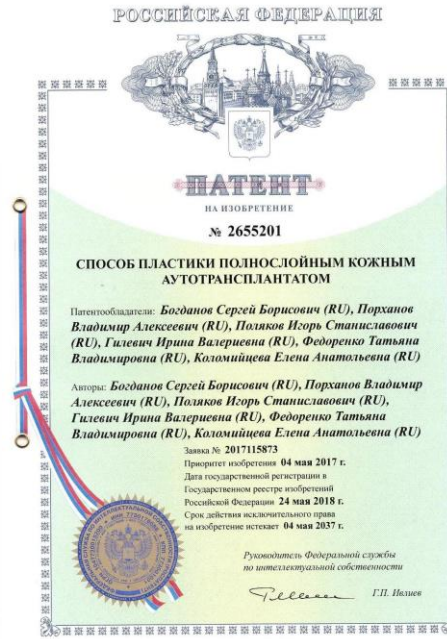 РОССИЙСКАЯ ФЕДЕРАЦИЯ
ПАТЕНТ
НА ИЗОБРЕТЕНИЕ
№ 2655201
СПОСОБ ПЛАСТИКИ ПОЛНОСЛОЙНЫМ КОЖНЫМ
АУТОТРАНСПЛАНТАТОМ
Патентообладатели: Богданов Сергей Борисович (RU), Порханов
Владимир Алексеевич (RU), Поляков Игорь Станиславович
(RU), Гилевич Ирина Валериевна (RU), Федоренко Татьяна
Владимировна (RU), Коломийцева Елена Анатольевна (RU)
Авторы: Богданов Сергей Борисович (RU), Порханов Владимир
Алексеевич (RU), Поляков Игорь Станиславович (RU),
Гилевич Ирина Валериевна (RU), Федоренко Татьяна
Владимировна (RU), Коломийцева Елена Анатольевна (RU)
Заявка № 2017115873
Приоритет изобретения 04 мая 2017 г.
Дата государственной регистрации в
Государственном реестре изобретений
Российской Федерации 24 мая 2018 г.
Срок действия исключительного права
на изобретение истекает 04 мая 2037 г.
Руководитель Федеральной службы
по интеллектуальной собственности
Г.П. Ивлиев